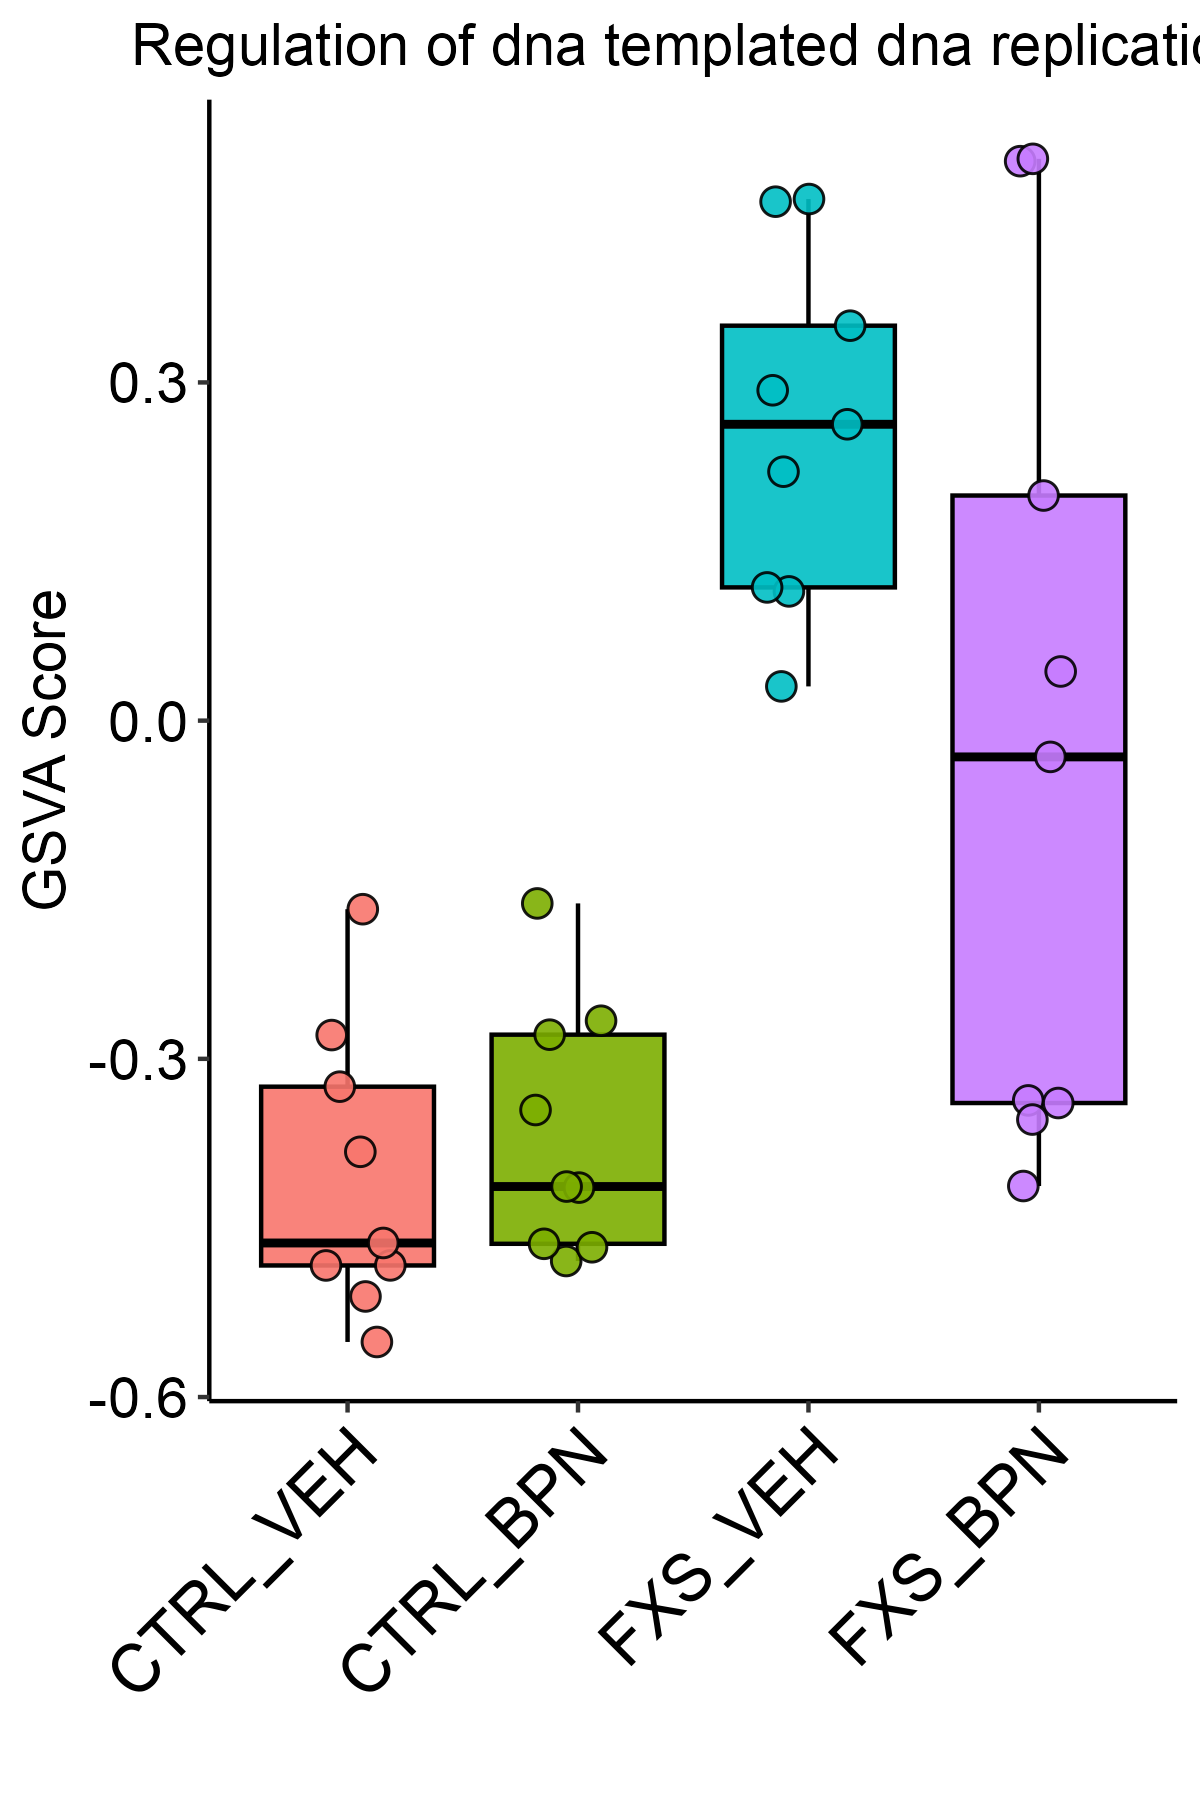 Regulation of dna templated dna replicatio
GSVA Score
0.3
0.0
-0.3
-0.6
CTRL_VEH
CTRL_BPN
FXS_VEH
FXS_BPN